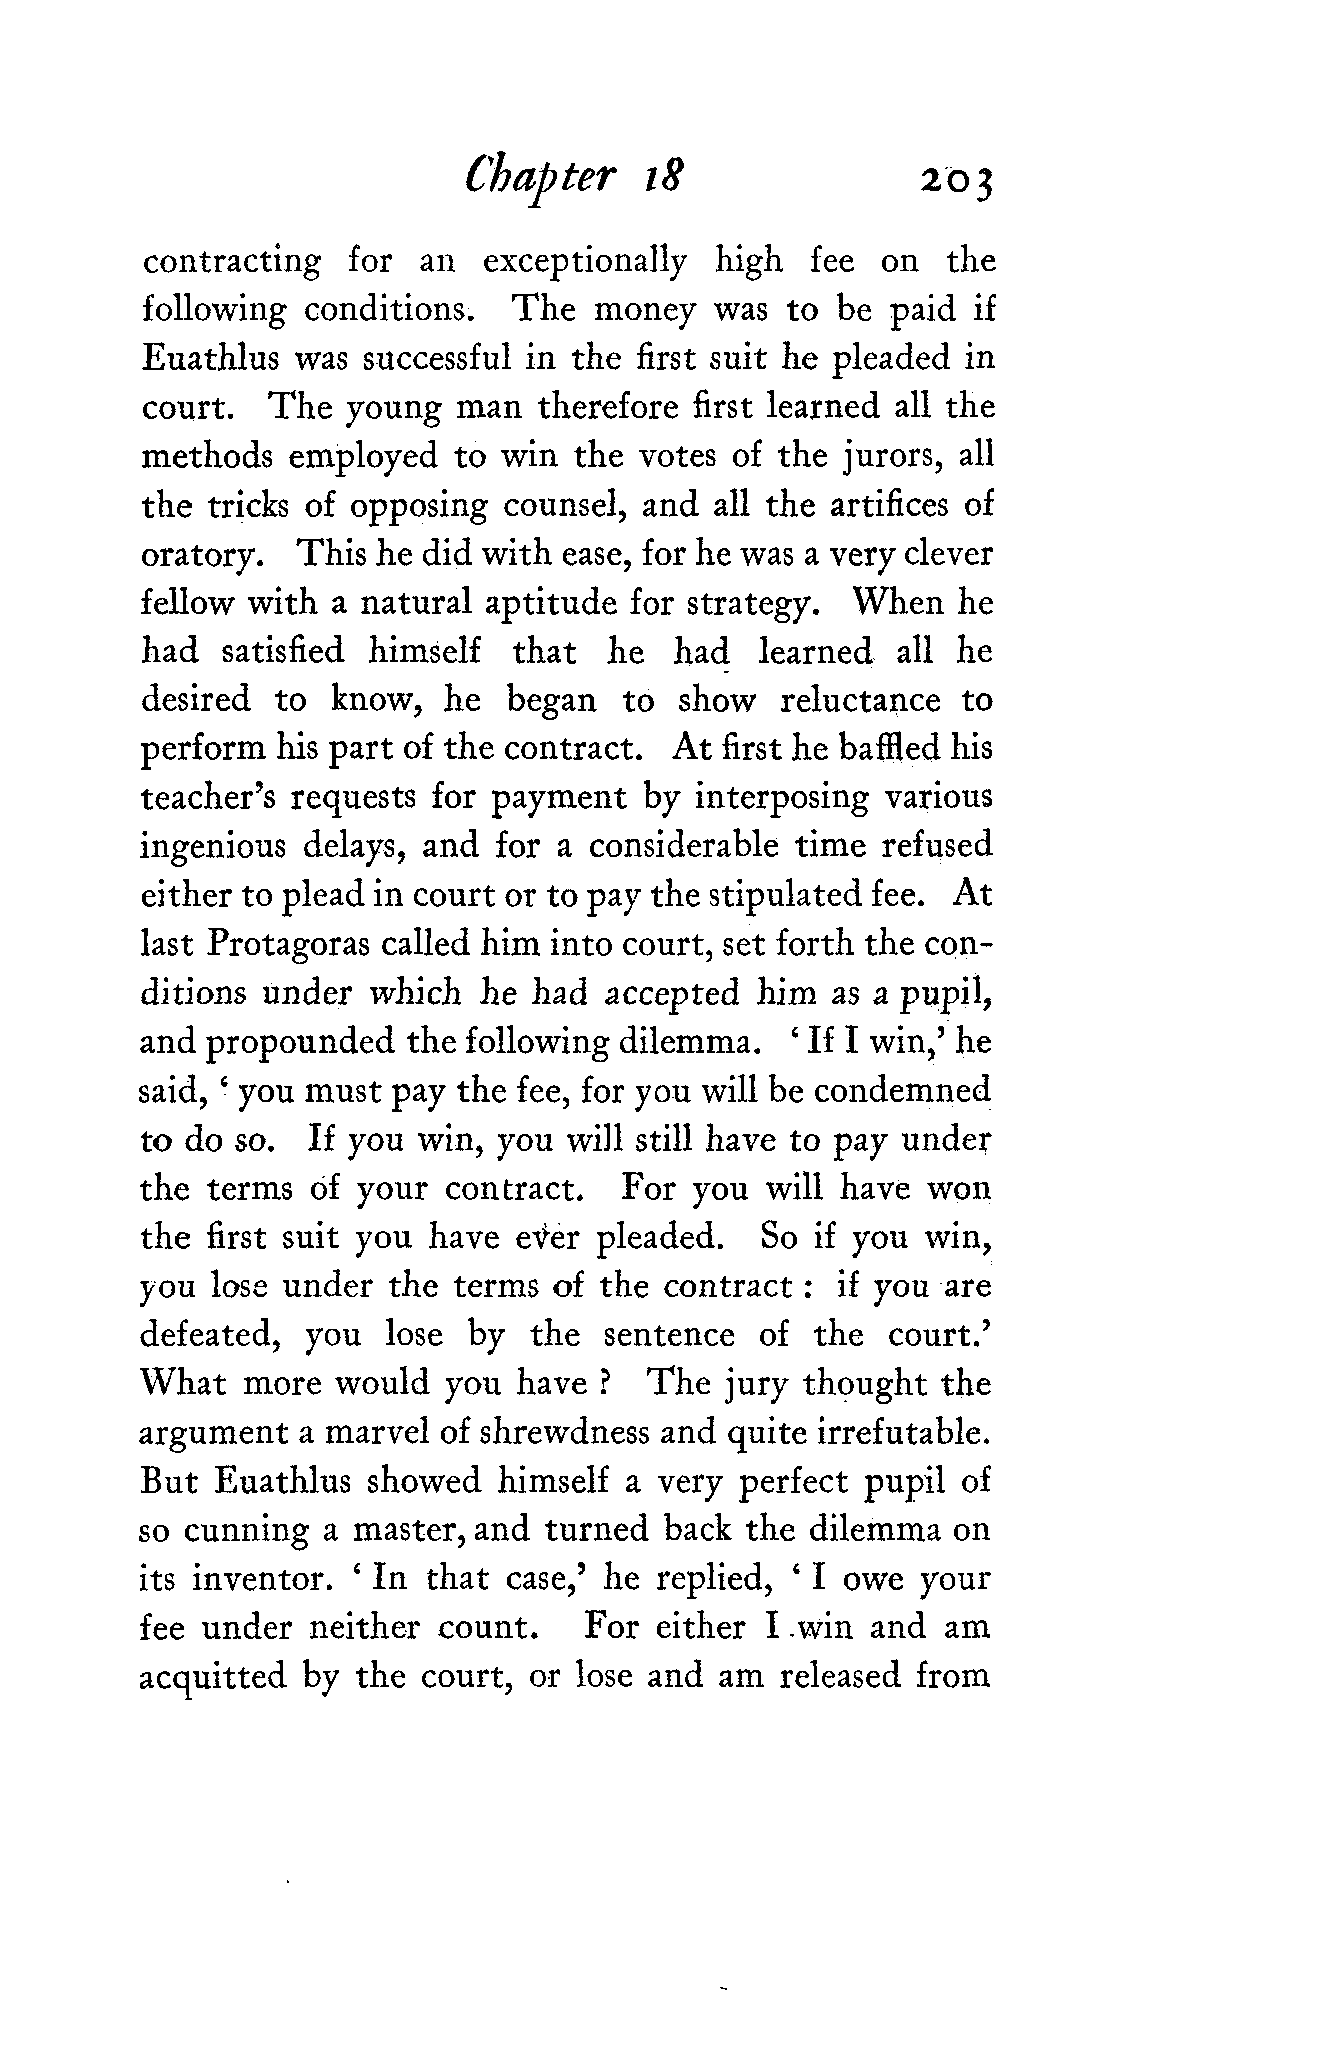 Chapter 18 203
contracting for an exceptionally high fee on the
following conditions. The money was to be paid if
Euathlus was successful in the first suit he pleaded in
court. The young man therefore first learned all the
methods employed to win the votes of the jurors, all
the tricks of opposing counsel, and all the artifices of
oratory. This he did with ease, for he was a very clever
fellow with a natural aptitude for strategy. When he
had satisfied himself that he had learned all he
desired to know, he began to show reluctance to
perform his part of the contract. At first he baffled his
teacher's requests for payment by interposing various
ingenious delays, and for a considerable time refused
either to plead in court or to pay the stipulated fee. At
last Protagoras called him into court, set forth the con-
ditions under which he had accepted him as a pupil,
and propounded the following dilemma. ‘ If I win,’ he
said, ‘ you must pay the fee, for you will be condemned
to do so. If you win, you will still have to pay under
the terms of your contract. For you will have won
the first suit you have ever pleaded. So if you win,
you lose under the terms of the contract : if you are
defeated, you lose by the sentence of the court.’
What more would you have ? The jury thought the
argument a marvel of shrewdness and quite irrefutable.
But Euathlus showed himself a very perfect pupil of
so cunning a master, and turned back the dilemma on
its inventor. ‘ In that case,’ he replied, ‘ I owe your
fee under neither count. For either I win and am
acquitted by the court, or lose and am released from